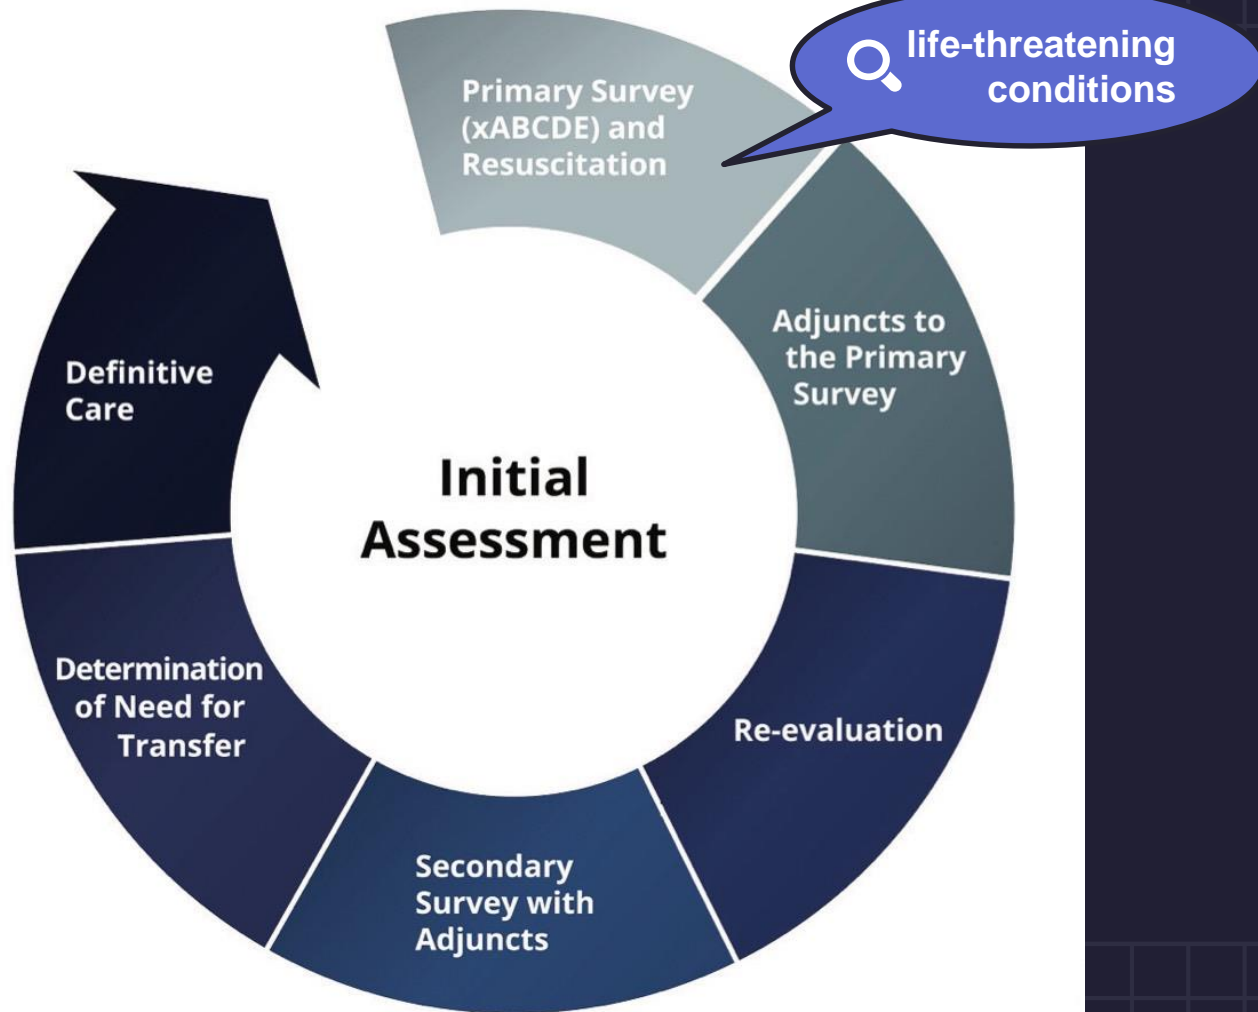 life-threatening
conditions
Primary Survey
(xABCDE) and
Resuscitation
Adjuncts to
the Primary
Survey
Re-evaluation
Secondary
Survey with
Adjuncts
Determination
of Need for
Transfer
Definitive
Care
Initial
Assessment